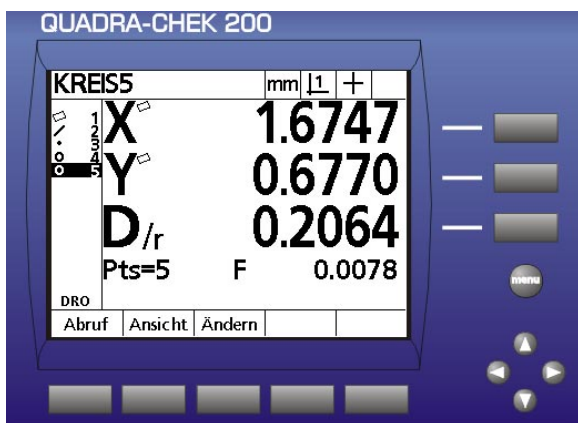 QUADRA-CHEK 200
KREIS5 mm 1
1
2
3
4
5
X 1.6747
Y 0.6770
D/r 0.2064
Pts=5 F 0.0078
DRO
Abruf Ansicht Ändern
menu